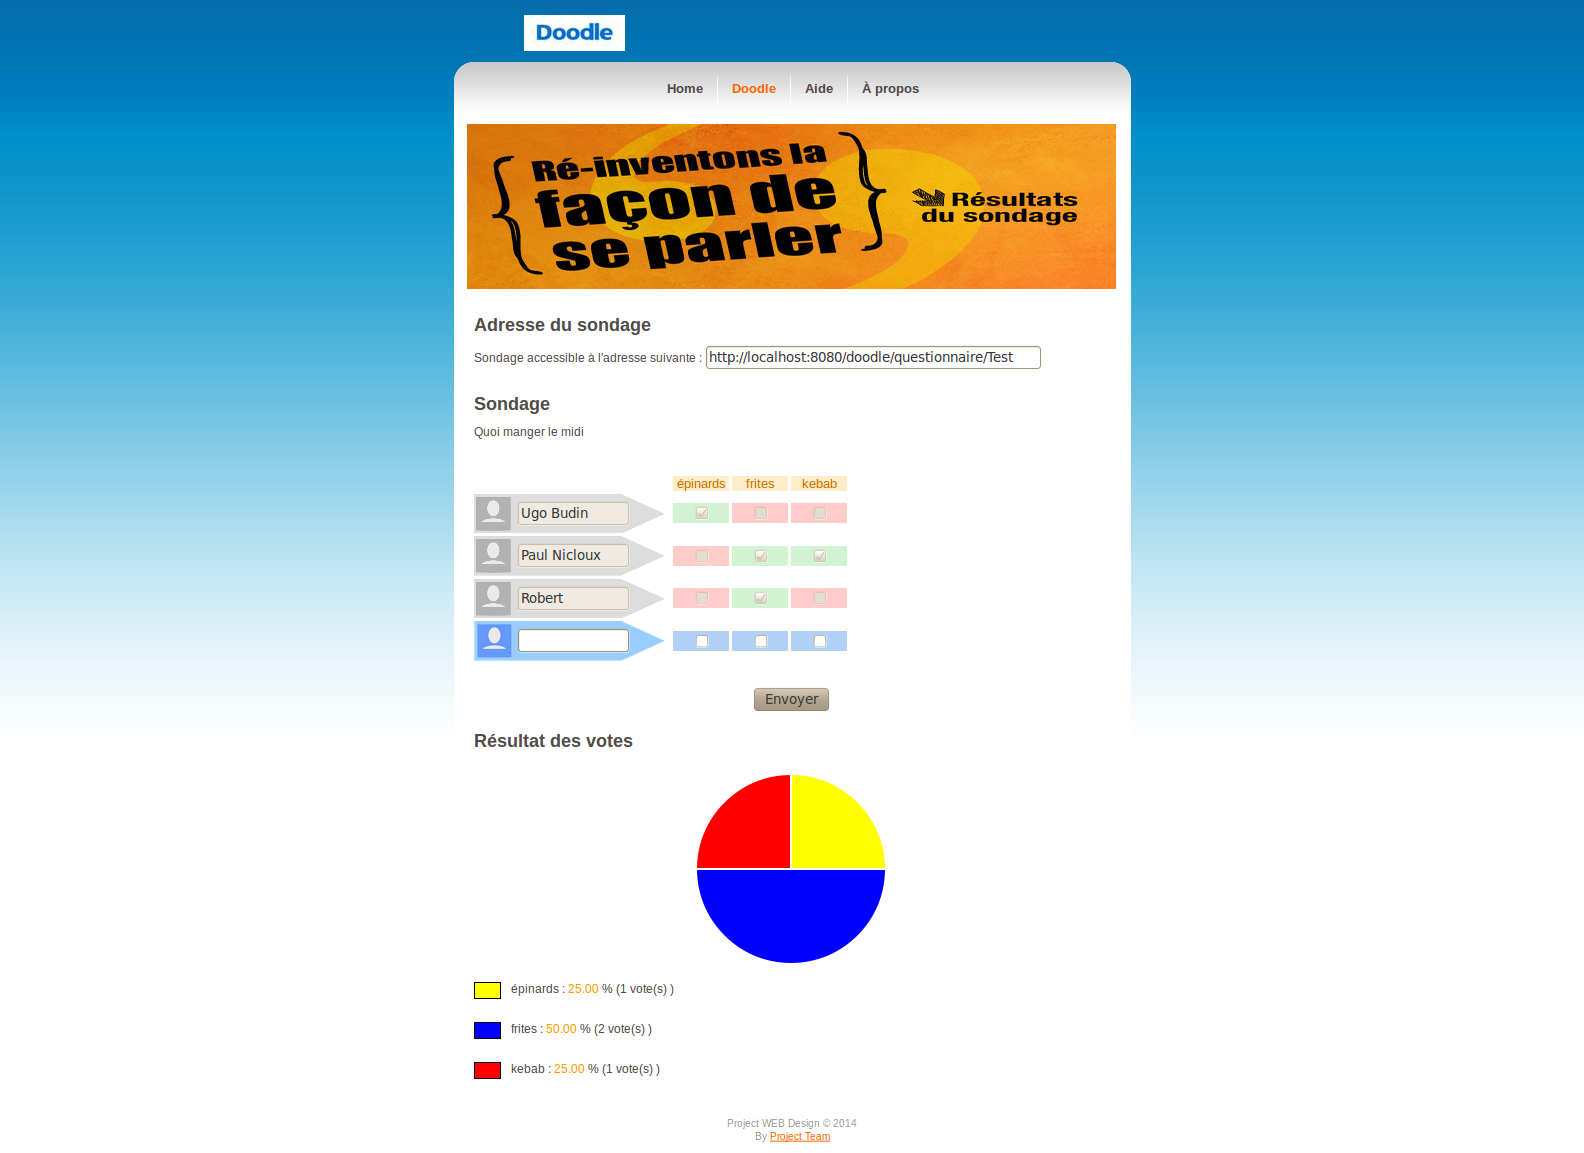 Doodle
Home Doodle Aide À propos
Ré-inventons la
façon de
se parler
Résultats
du sondage
Adresse du sondage
Sondage accessible à l'adresse suivante : http://localhost:8080/doodle/questionnaire/Test
Sondage
Quoi manger le midi
épinards frites kebab
Ugo Budin
Paul Nicloux
Robert
Envoyer
Résultat des votes
épinards : 25.00 % (1 vote(s) )
frites : 50.00 % (2 vote(s) )
kebab : 25.00 % (1 vote(s) )
Project WEB Design © 2014
By Project Team